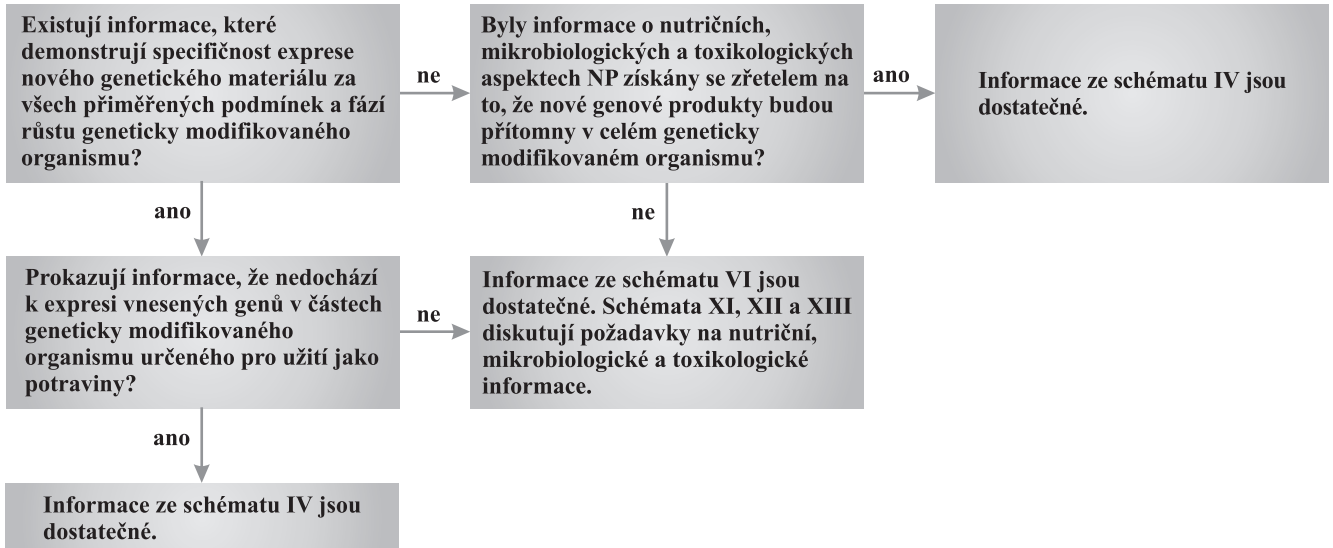 Existují informace, které
demonstrují specifičnost exprese
nového genetického materiálu za
všech přiměřených podmínek a fází
růstu geneticky modifikovaného
organismu?
ne
Byly informace o nutričních,
mikrobiologických a toxikologických
aspektech NP získány se zřetelem na
to, že nové genové produkty budou
přítomny v celém geneticky
modifikovaném organismu?
ano
Informace ze schématu IV jsou
dostatečné.
ano
ne
Prokazují informace, že nedochází
k expresi vnesených genů v částech
geneticky modifikovaného
organismu určeného pro užití jako
potraviny?
ne
Informace ze schématu VI jsou
dostatečné. Schémata XI, XII a XIII
diskutují požadavky na nutriční,
mikrobiologické a toxikologické
informace.
ano
Informace ze schématu IV jsou
dostatečné.